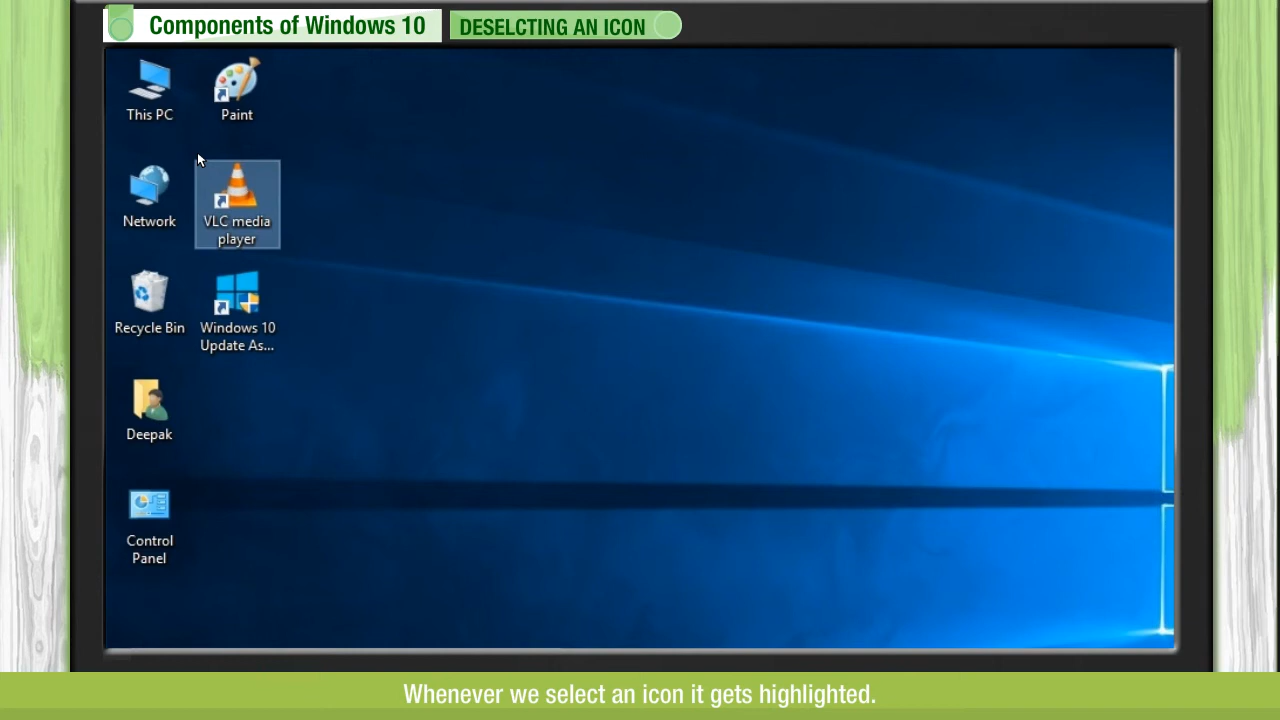 Components of Windows 10
DESELCTING AN ICON
This PC
Paint
Network
VLC media
player
Recycle Bin
Windows 10
Update As...
Deepak
Control
Panel
Whenever we select an icon it gets highlighted.